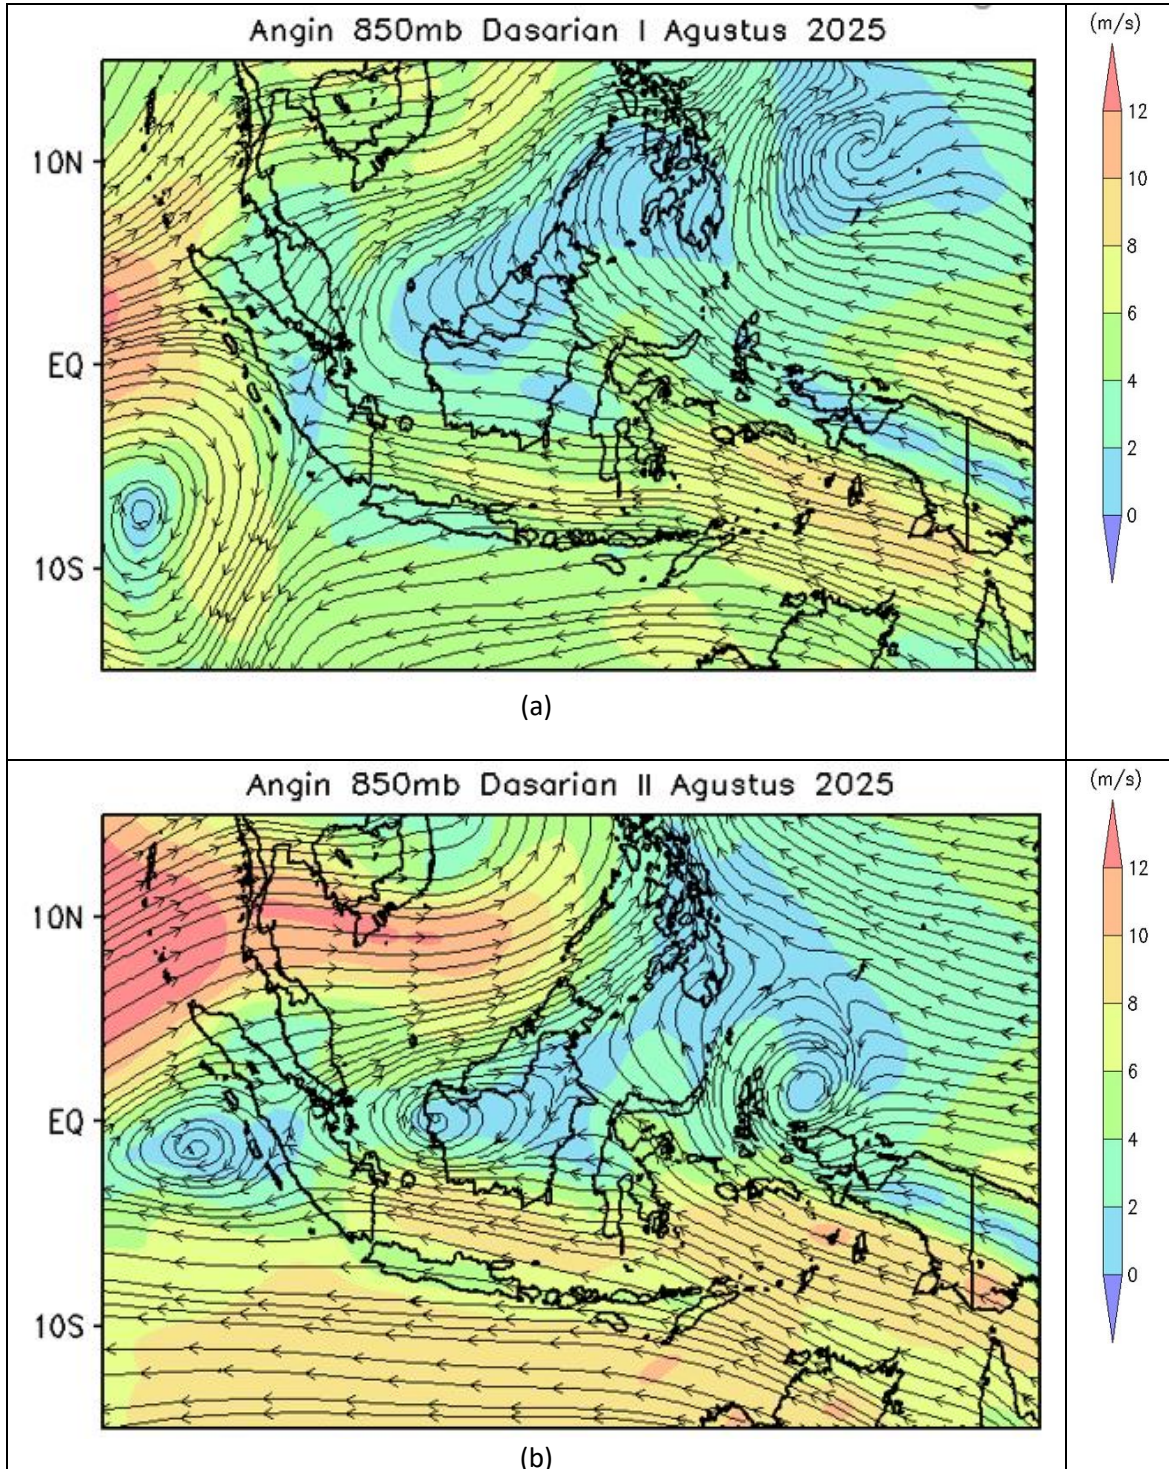 Angin 850mb Dasarian I Agustus 2025
(m/s)
12
10
8
6
4
2
0
10N
EQ
10S
(a)
Angin 850mb Dasarian II Agustus 2025
(m/s)
12
10
8
6
4
2
0
10N
EQ
10S
(b)